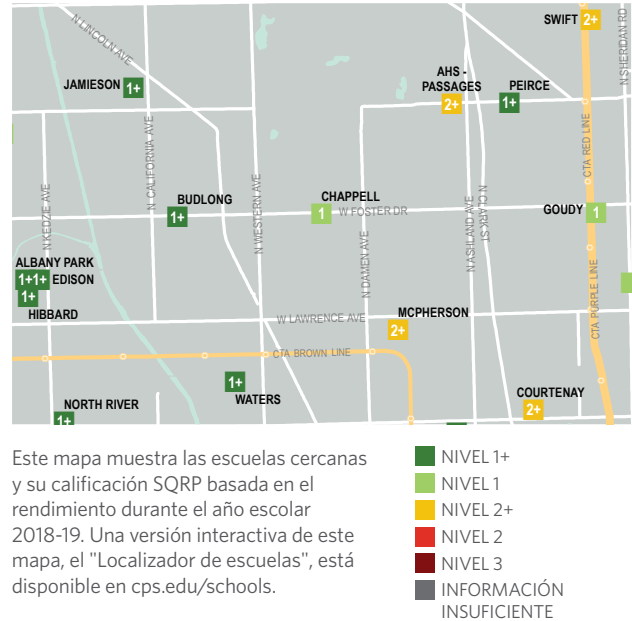 SWIFT
2+
N LINCOLN AVE
N SHERIDAN RD
AHS -
PASSAGES
2+
JAMIESON
1+
PEIRCE
1+
N CALIFORNIA AVE
CTA RED LINE
N KEDZIE AVE
BUDLONG
1+
N WESTERN AVE
CHAPPELL
1
W FOSTER DR
N DAMEN AVE
N ASHLAND AVE
N CLARK ST
GOUDY
1
ALBANY PARK
1+1+ EDISON
1+
HIBBARD
W LAWRENCE AVE
MCPHERSON
2+
CTA PURPLE LINE
CTA BROWN LINE
1+
WATERS
COURTENAY
2+
NORTH RIVER
1+
Este mapa muestra las escuelas cercanas
y su calificación SQRP basada en el
rendimiento durante el año escolar
2018-19. Una versión interactiva de este
mapa, el "Localizador de escuelas", está
disponible en cps.edu/schools.
NIVEL 1+
NIVEL 1
NIVEL 2+
NIVEL 2
NIVEL 3
INFORMACIÓN
INSUFICIENTE